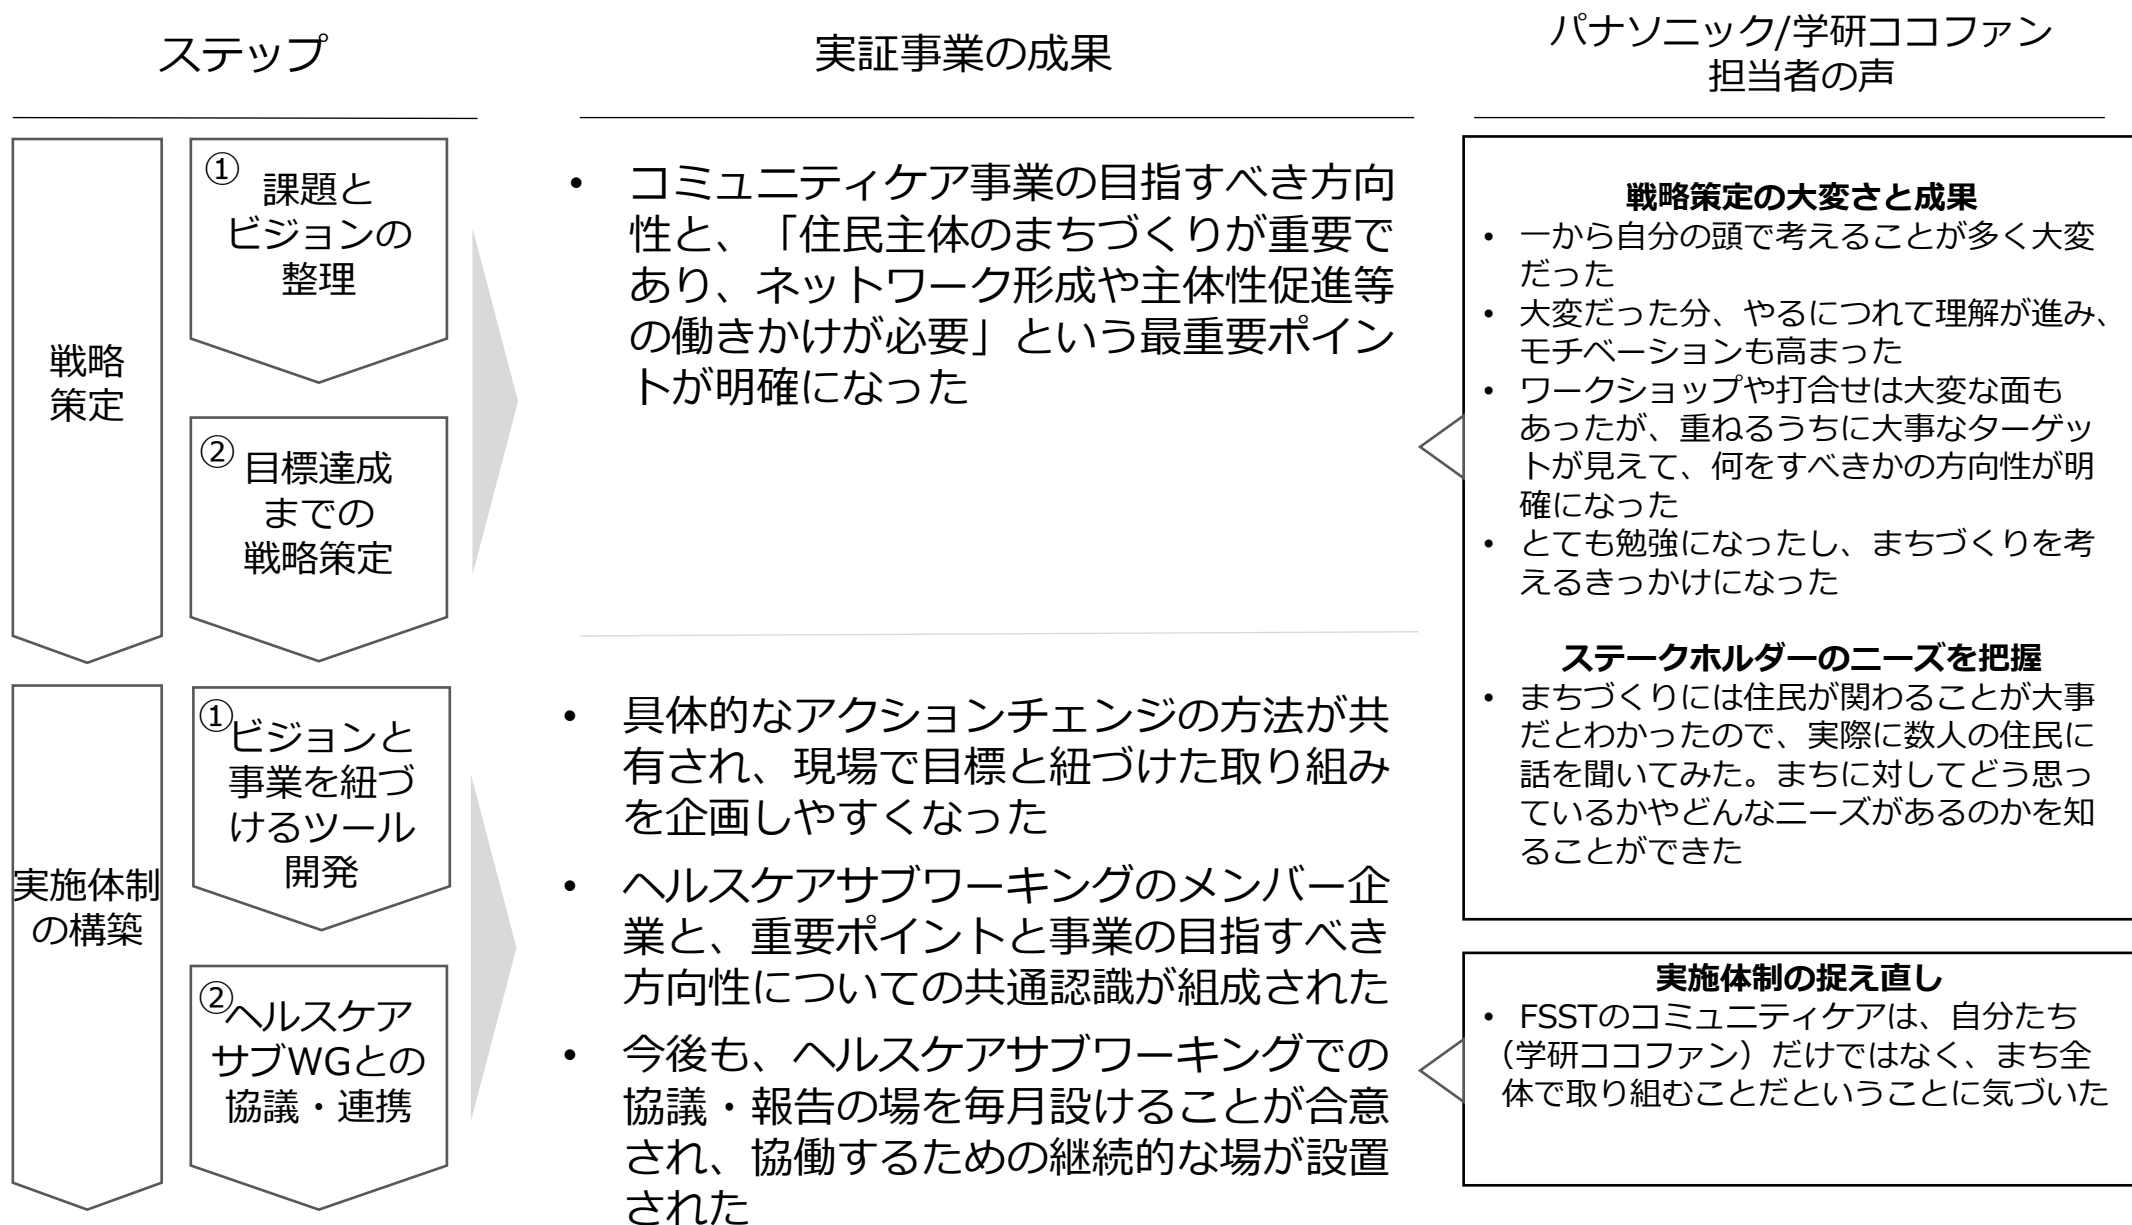 ステップ
実証事業の成果
パナソニック/学研ココファン
担当者の声
戦略
策定
①
課題と
ビジョンの
整理
②
目標達成
までの
戦略策定
• コミュニティケア事業の目指すべき方向
性と、「住民主体のまちづくりが重要で
あり、ネットワーク形成や主体性促進等
の働きかけが必要」という最重要ポイン
トが明確になった
戦略策定の大変さと成果
• 一から自分の頭で考えることが多く大変
だった
• 大変だった分、やるにつれて理解が進み、
モチベーションも高まった
• ワークショップや打合せは大変な面も
あったが、重ねるうちに大事なターゲッ
トが見えて、何をすべきかの方向性が明
確になった
• とても勉強になったし、まちづくりを考
えるきっかけになった
ステークホルダーのニーズを把握
• まちづくりには住民が関わることが大事
だとわかったので、実際に数人の住民に
話を聞いてみた。まちに対してどう思っ
ているかやどんなニーズがあるのかを知
ることができた
実施体制
の構築
①
ビジョンと
事業を紐づ
けるツール
開発
②
ヘルスケア
サブWGとの
協議・連携
• 具体的なアクションチェンジの方法が共
有され、現場で目標と紐づけた取り組み
を企画しやすくなった
• ヘルスケアサブワーキングのメンバー企
業と、重要ポイントと事業の目指すべき
方向性についての共通認識が組成された
• 今後も、ヘルスケアサブワーキングでの
協議・報告の場を毎月設けることが合意
され、協働するための継続的な場が設置
された
実施体制の捉え直し
• FSSTのコミュニティケアは、自分たち
（学研ココファン）だけではなく、まち全
体で取り組むことだということに気づいた